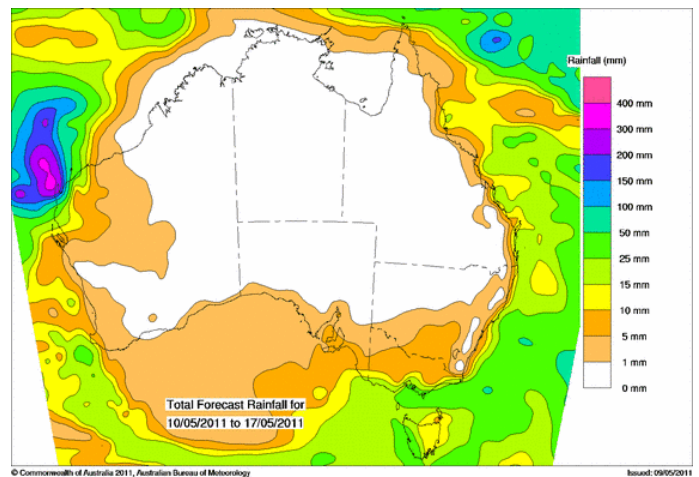 Rainfall (mm)
400 mm
300 mm
200 mm
150 mm
100 mm
50 mm
25 mm
15 mm
10 mm
5 mm
1 mm
0 mm
Total Forecast Rainfall for
10/05/2011 to 17/05/2011
© Commonwealth of Australia 2011, Australian Bureau of Meteorology
Issued: 09/05/2011